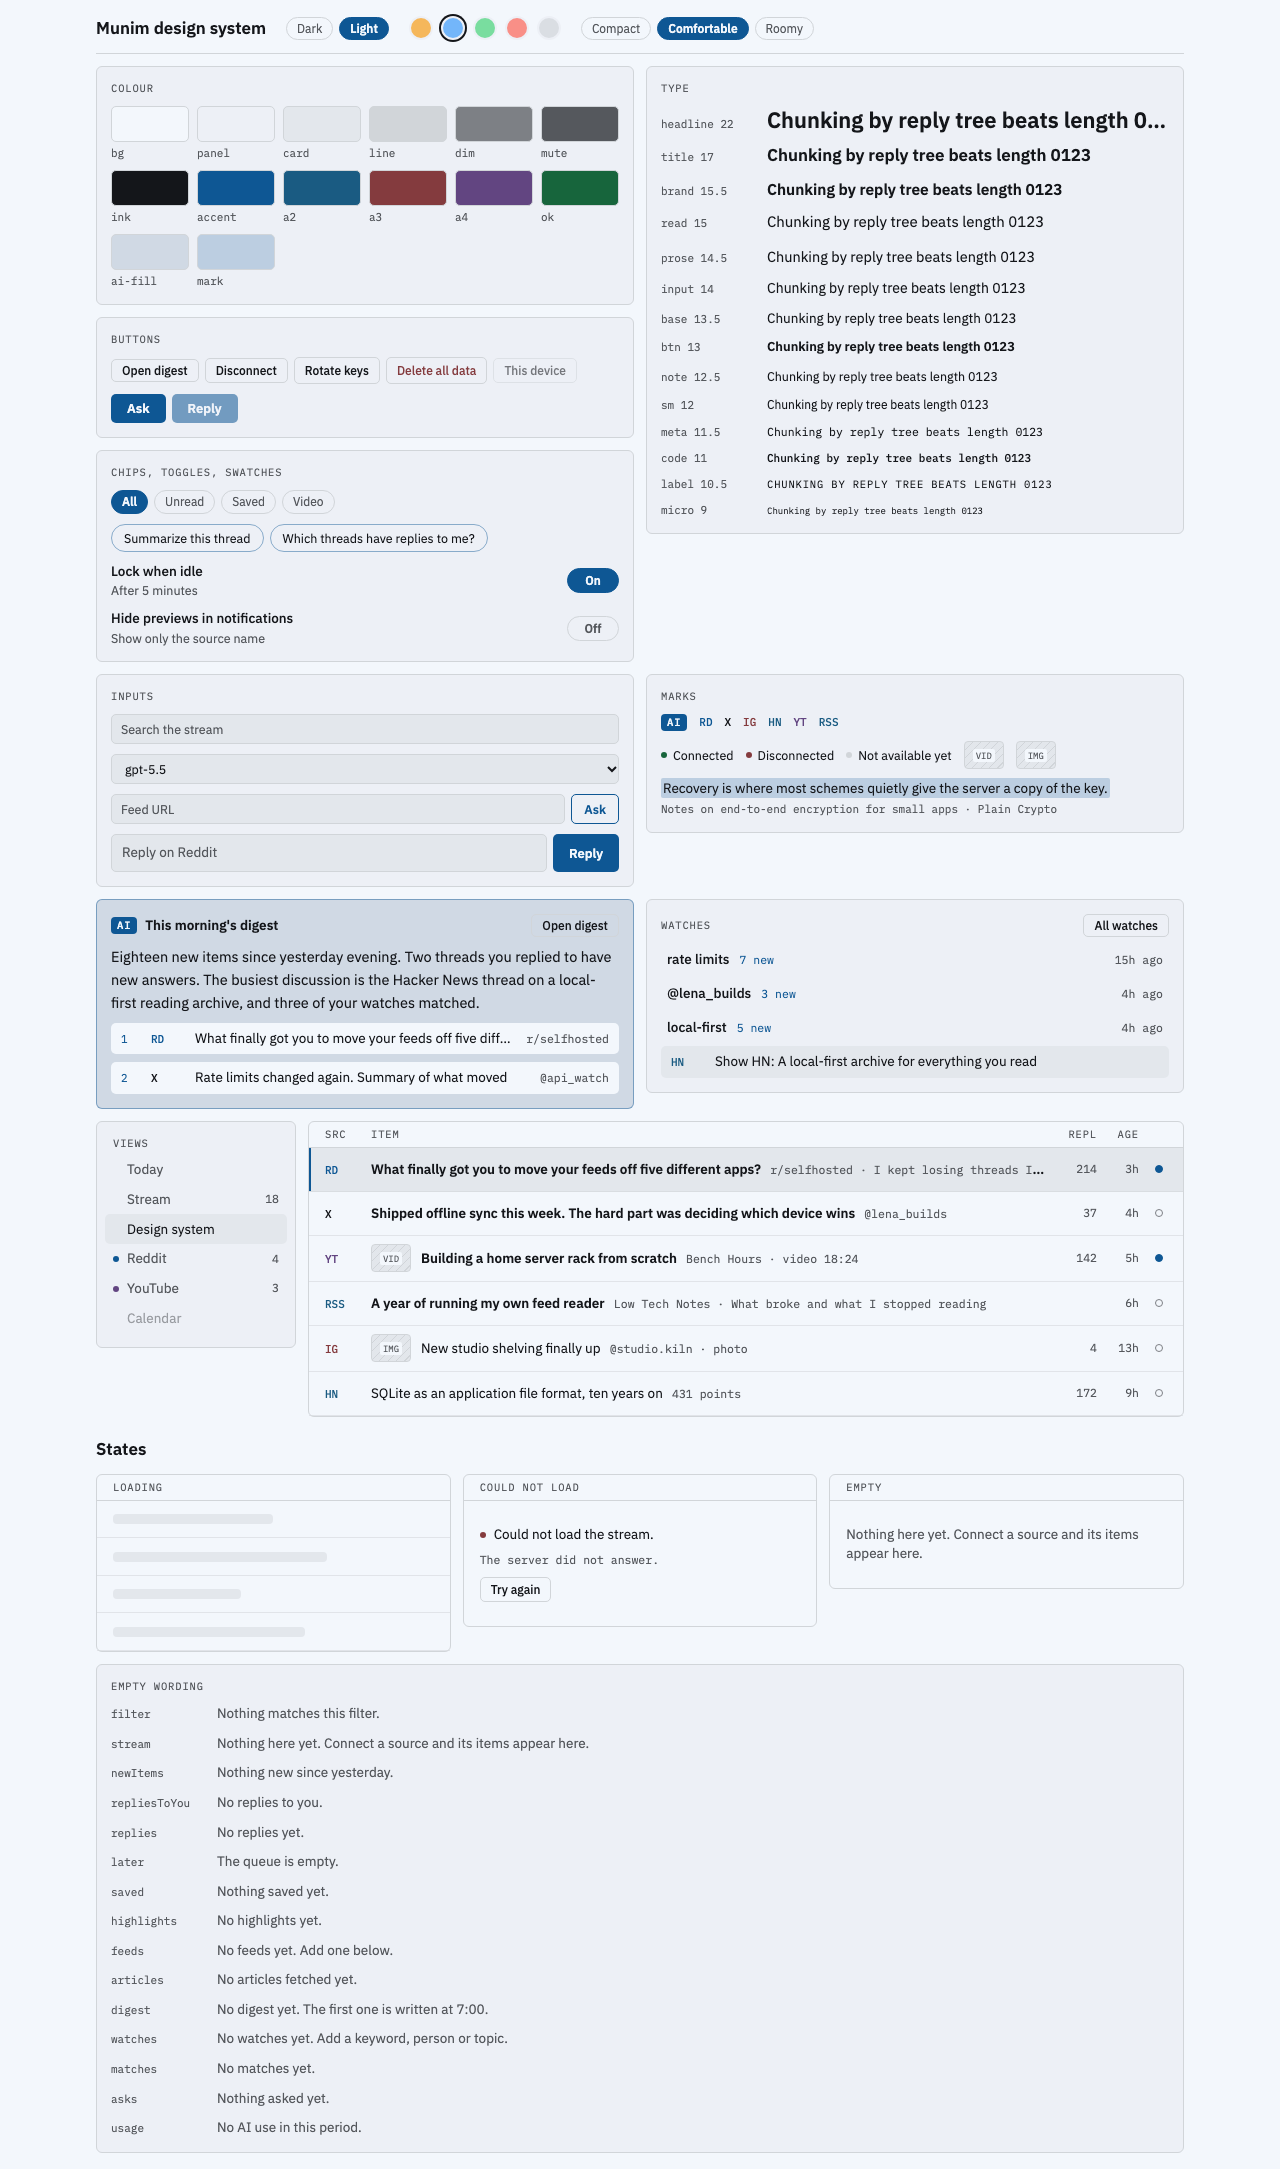 Munim design system Dark Light Compact Comfortable Roomy
COLOUR
bg panel card line dim mute
ink accent a2 a3 a4 ok
ai-fill mark
TYPE
headline 22 Chunking by reply tree beats length 0...
title 17 Chunking by reply tree beats length 0123
brand 15.5 Chunking by reply tree beats length 0123
read 15 Chunking by reply tree beats length 0123
prose 14.5 Chunking by reply tree beats length 0123
input 14 Chunking by reply tree beats length 0123
base 13.5 Chunking by reply tree beats length 0123
btn 13 Chunking by reply tree beats length 0123
note 12.5 Chunking by reply tree beats length 0123
sm 12 Chunking by reply tree beats length 0123
meta 11.5 Chunking by reply tree beats length 0123
code 11 Chunking by reply tree beats length 0123
label 10.5 CHUNKING BY REPLY TREE BEATS LENGTH 0123
micro 9 Chunking by reply tree beats length 0123
BUTTONS
Open digest Disconnect Rotate keys Delete all data This device
Ask Reply
CHIPS, TOGGLES, SWATCHES
All Unread Saved Video
Summarize this thread Which threads have replies to me?
Lock when idle
After 5 minutes
On
Hide previews in notifications
Show only the source name
Off
INPUTS
Search the stream
gpt-5.5
Feed URL Ask
Reply on Reddit Reply
MARKS
AI RD X IG HN YT RSS
Connected Disconnected Not available yet VID IMG
Recovery is where most schemes quietly give the server a copy of the key.
Notes on end-to-end encryption for small apps · Plain Crypto
AI This morning's digest Open digest
Eighteen new items since yesterday evening. Two threads you replied to have
new answers. The busiest discussion is the Hacker News thread on a local-
first reading archive, and three of your watches matched.
1 RD What finally got you to move your feeds off five diff... r/selfhosted
2 X Rate limits changed again. Summary of what moved @api_watch
WATCHES All watches
rate limits 7 new 15h ago
@lena_builds 3 new 4h ago
local-first 5 new 4h ago
HN Show HN: A local-first archive for everything you read
VIEWS
Today
Stream 18
Design system
Reddit 4
YouTube 3
Calendar
SRC ITEM REPL AGE
RD What finally got you to move your feeds off five different apps? r/selfhosted · I kept losing threads I... 214 3h
X Shipped offline sync this week. The hard part was deciding which device wins @lena_builds 37 4h
YT VID Building a home server rack from scratch Bench Hours · video 18:24 142 5h
RSS A year of running my own feed reader Low Tech Notes · What broke and what I stopped reading 6h
IG IMG New studio shelving finally up @studio.kiln · photo 4 13h
HN SQLite as an application file format, ten years on 431 points 172 9h
States
LOADING
COULD NOT LOAD
Could not load the stream.
The server did not answer.
Try again
EMPTY
Nothing here yet. Connect a source and its items
appear here.
EMPTY WORDING
filter Nothing matches this filter.
stream Nothing here yet. Connect a source and its items appear here.
newItems Nothing new since yesterday.
repliesToYou No replies to you.
replies No replies yet.
later The queue is empty.
saved Nothing saved yet.
highlights No highlights yet.
feeds No feeds yet. Add one below.
articles No articles fetched yet.
digest No digest yet. The first one is written at 7:00.
watches No watches yet. Add a keyword, person or topic.
matches No matches yet.
asks Nothing asked yet.
usage No AI use in this period.